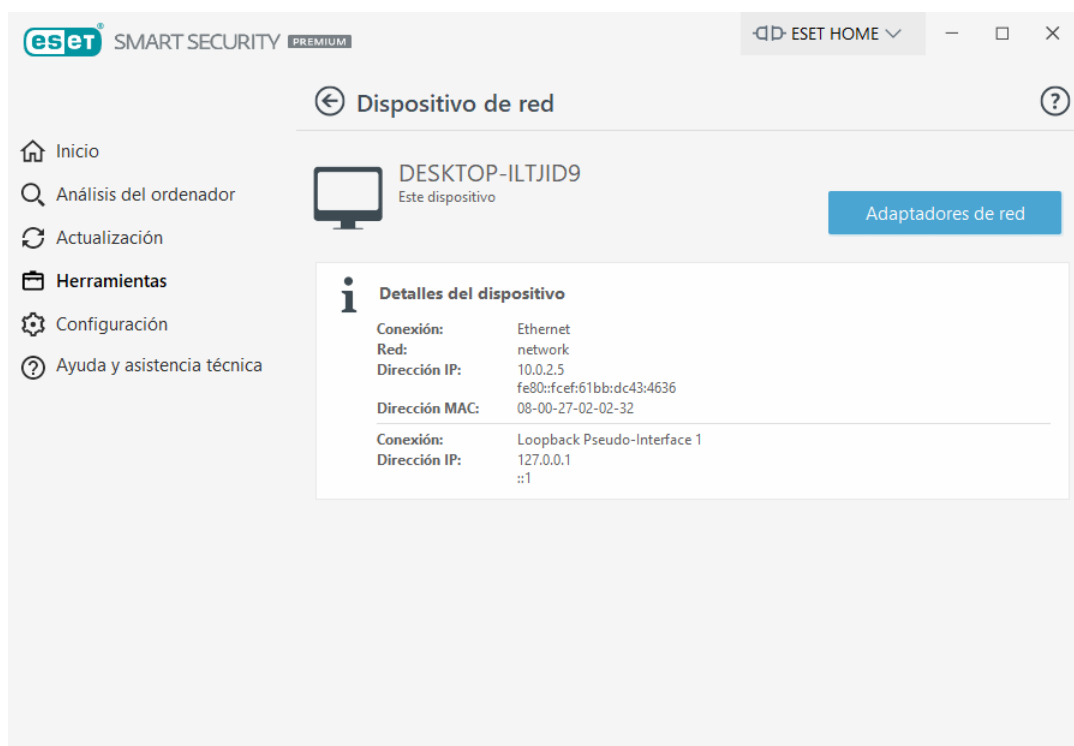 eset® SMART SECURITY PREMIUM
ESET HOME
Dispositivo de red
?
Inicio
Análisis del ordenador
Actualización
Herramientas
Configuración
Ayuda y asistencia técnica
DESKTOP-ILTJID9
Este dispositivo
Adaptadores de red
Detalles del dispositivo
Conexión: Ethernet
Red: network
Dirección IP: 10.0.2.5
fe80::fcef:61bb:dc43:4636
Dirección MAC: 08-00-27-02-02-32
Conexión: Loopback Pseudo-Interface 1
Dirección IP: 127.0.0.1
::1